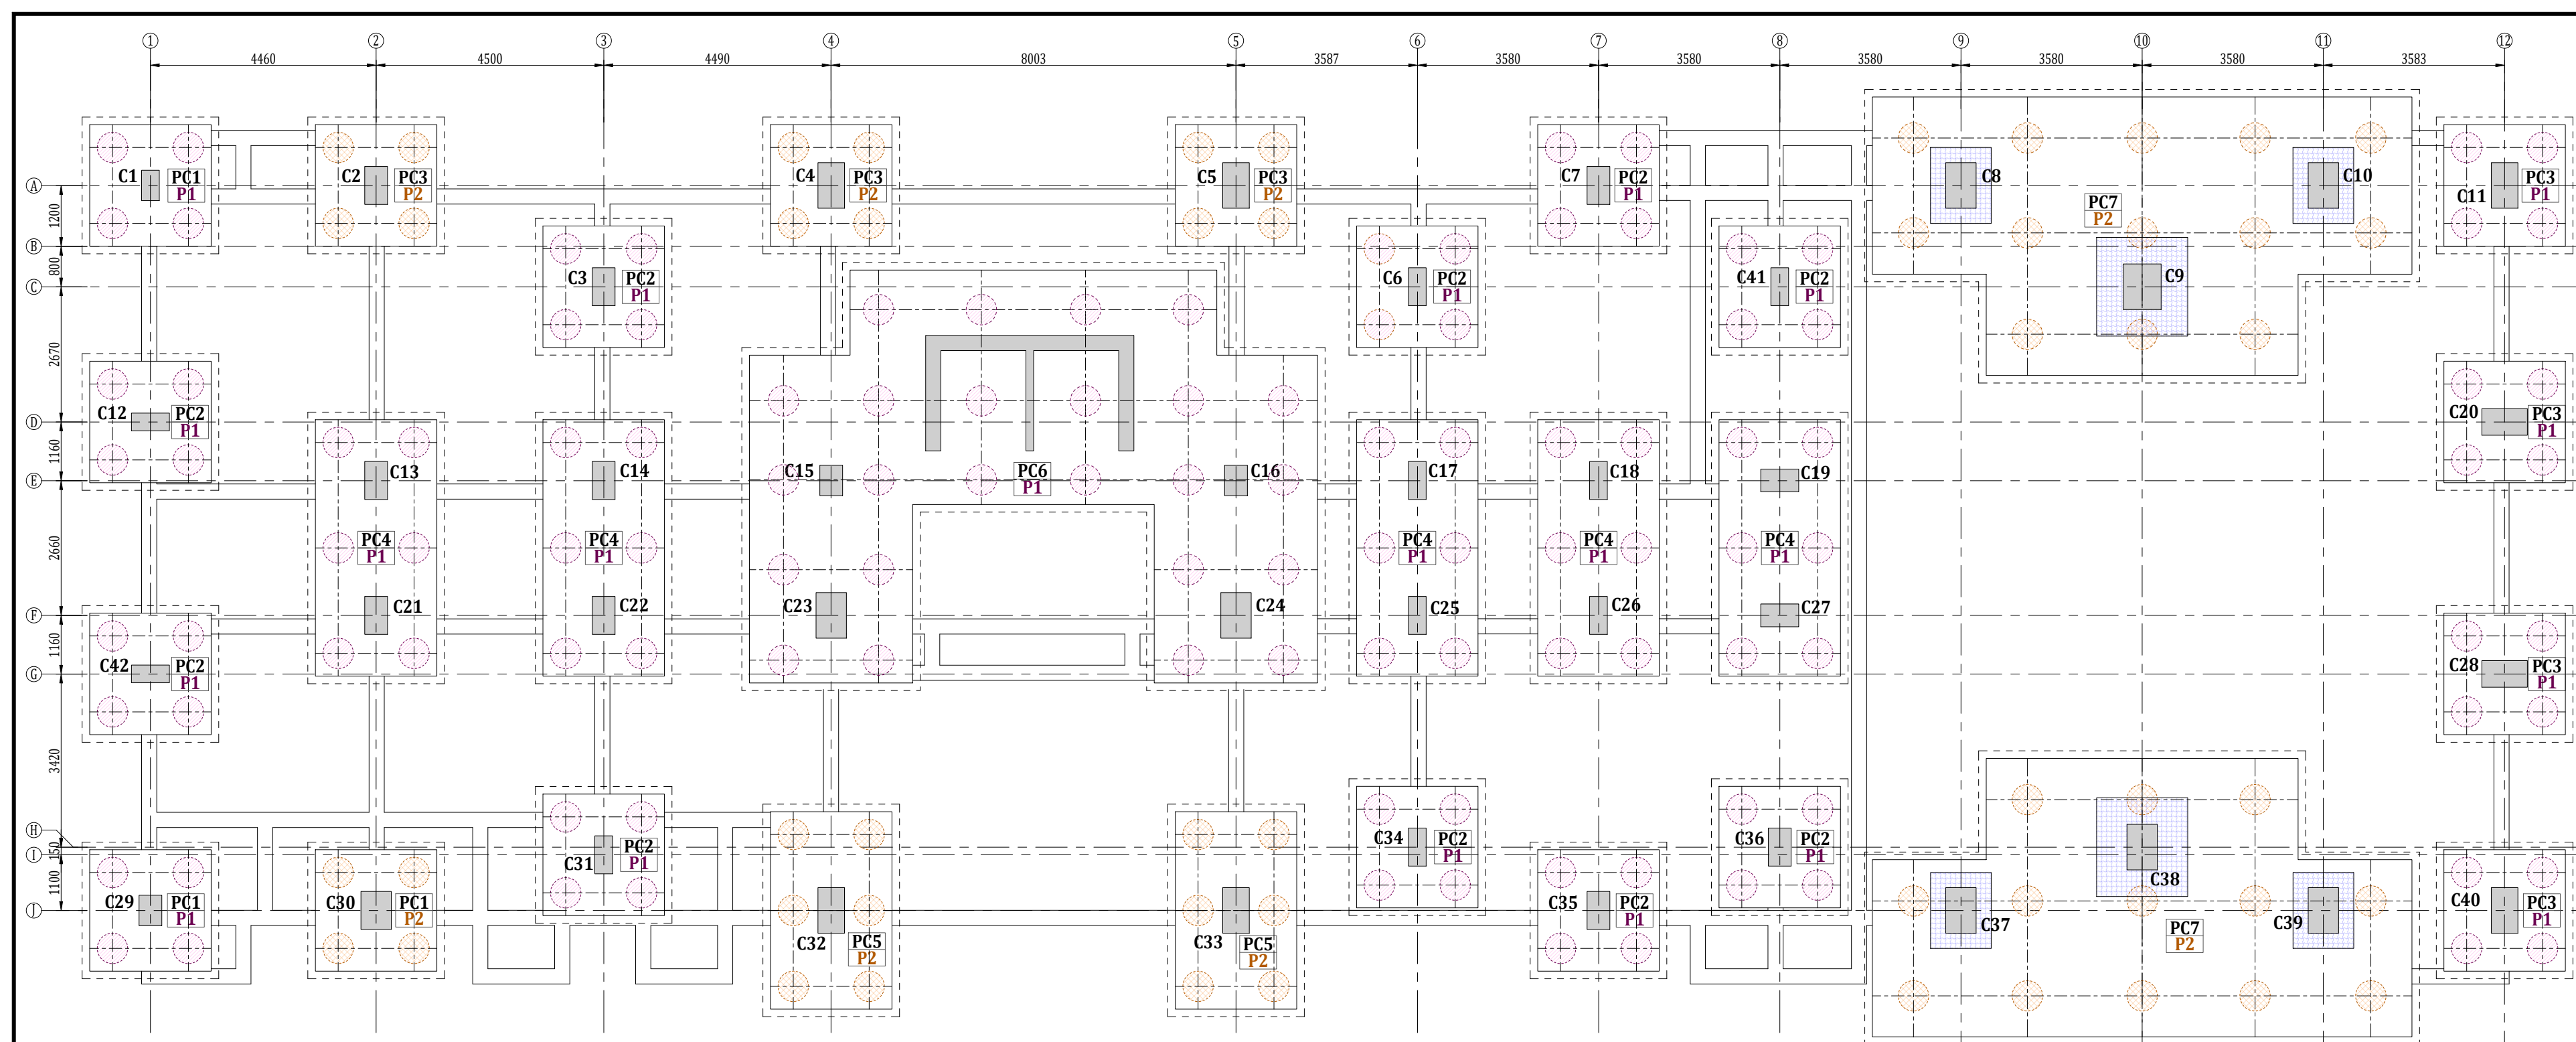 1 2 3 4 5 6 7 8 9 10 11 12
4460 4500 4490 8003 3587 3580 3580 3580 3580 3580 3583
C1 PC1 C2 PC3 C4 PC3 C5 PC3 C7 PC2 C8 C10 C11 PC3
P1 P2 P2 P2 P1 P1
A
PC7
P2
1200
B
800
C3 PC2 C6 PC2 C41 PC2 C9
P1 P1 P1
C
2670
C12 PC2 C20 PC3
P1 P1
D
1160
C13 C14 C15 PC6 C16 C17 C18 C19
P1
E
2660
PC4 PC4 PC4 PC4 PC4
P1 P1 P1 P1 P1
C21 C22 C23 C24 C25 C26 C27
F
1160
C42 PC2 C28 PC3
P1 P1
G
3420
H
C31 PC2 C34 PC2 C36 PC2
P1 P1 P1
I
150
C38
1100
C29 PC1 C30 PC1 C35 PC2 C37 C39 C40 PC3
P1 P2 P1 P1
J
C32 PC5 C33 PC5 PC7
P2 P2 P2